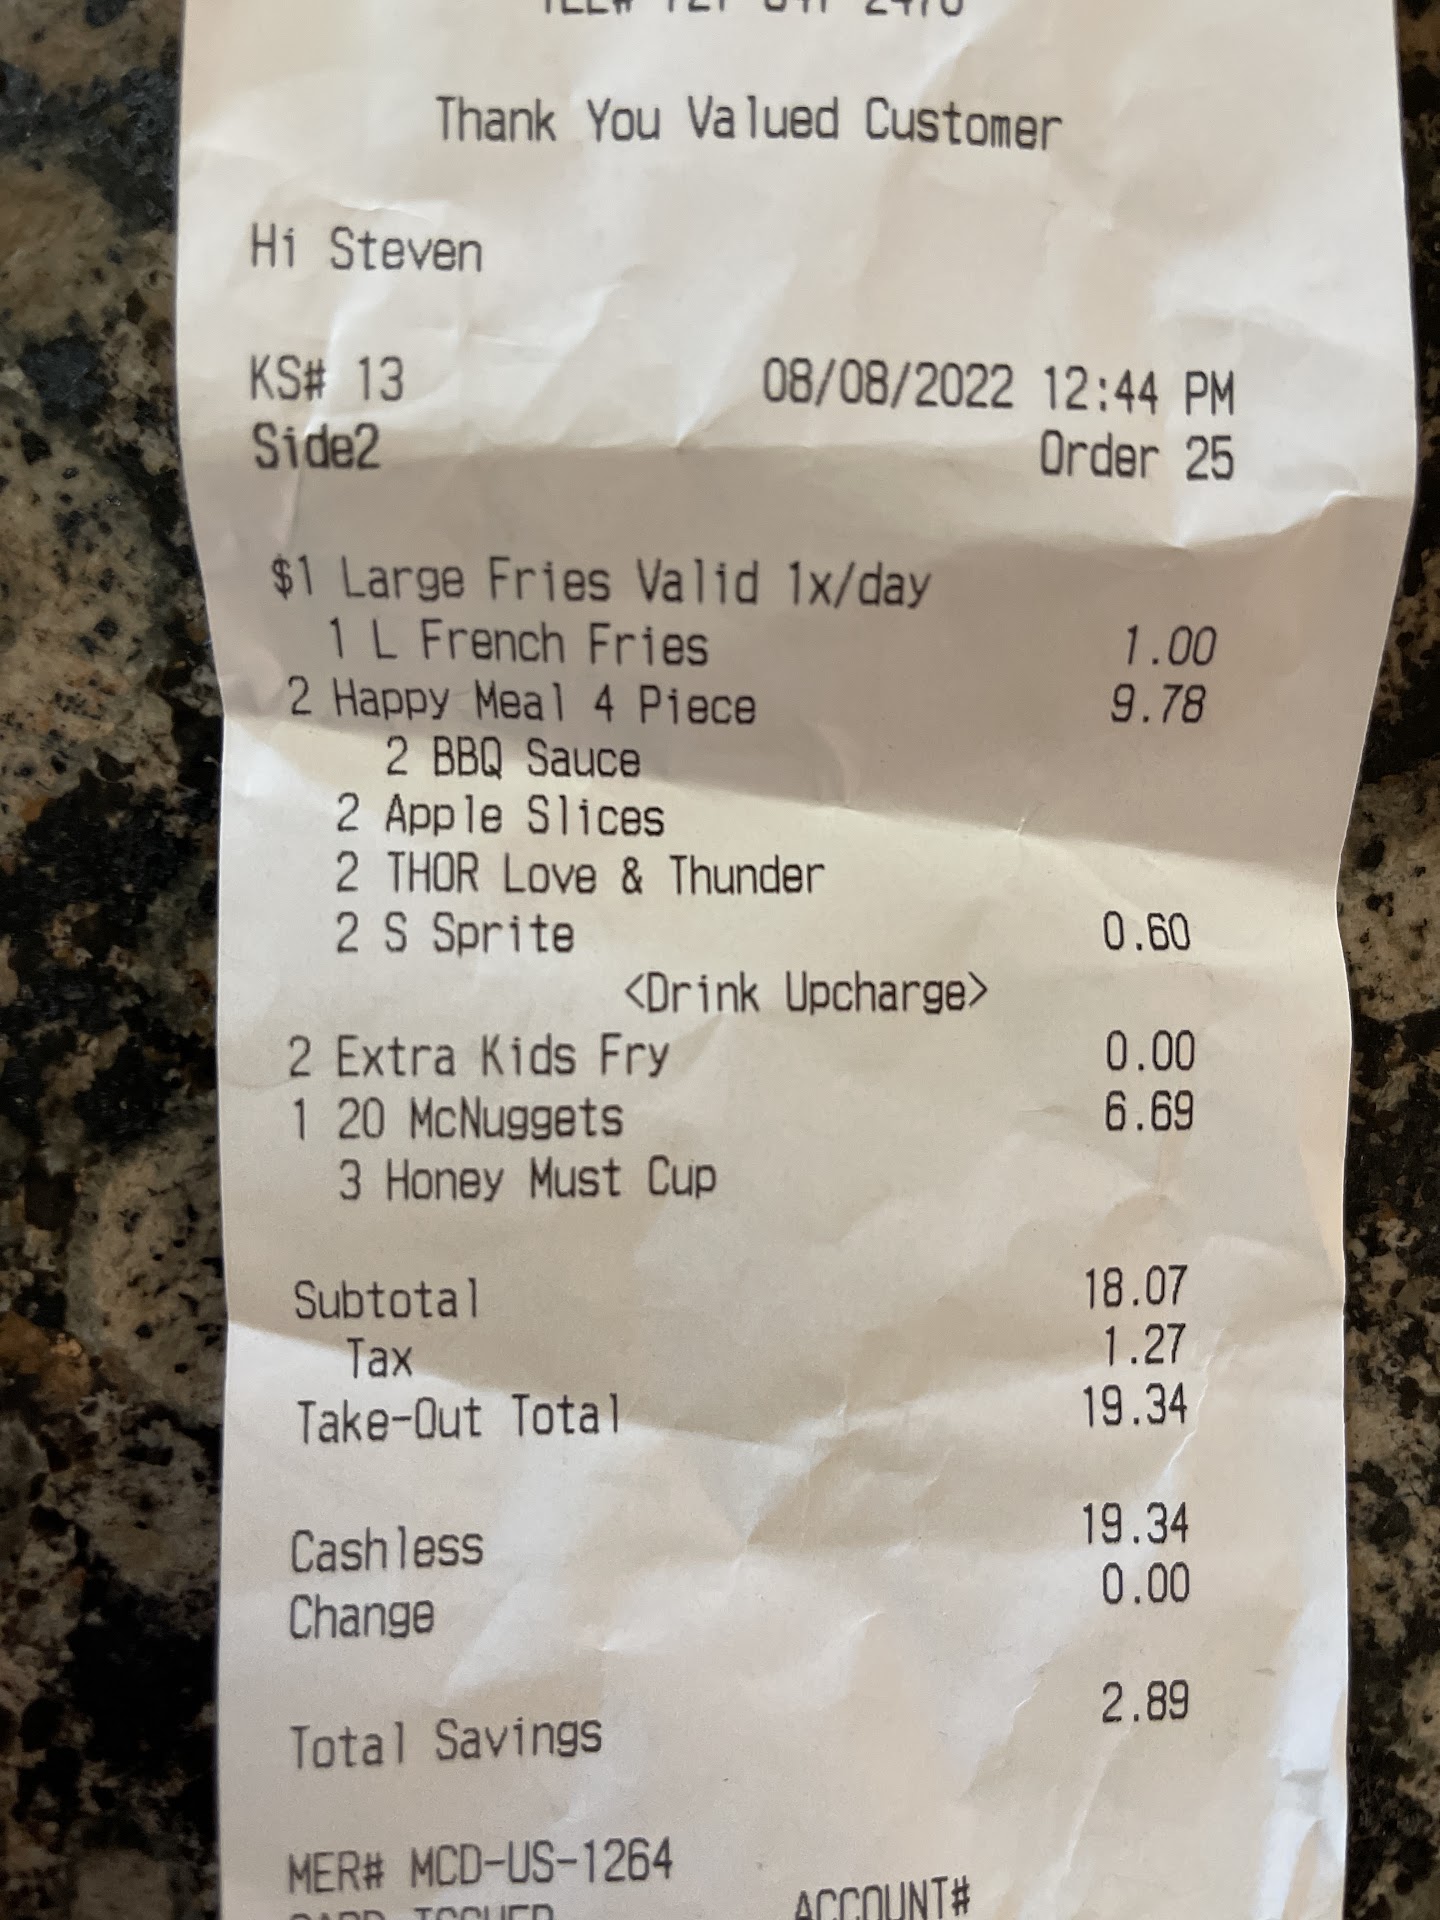 Thank You Valued Customer
Hi Steven
KS# 13 08/08/2022 12:44 PM
Side2 Order 25
$1 Large Fries Valid 1x/day
1 L French Fries 1.00
2 Happy Meal 4 Piece 9.78
2 BBQ Sauce
2 Apple Slices
2 THOR Love & Thunder
2 S Sprite 0.60
<Drink Upcharge>
2 Extra Kids Fry 0.00
1 20 McNuggets 6.69
3 Honey Must Cup
Subtotal 18.07
Tax 1.27
Take-Out Total 19.34
Cashless 19.34
Change 0.00
Total Savings 2.89
MER# MCD-US-1264
CARD ISSUER ACCOUNT#